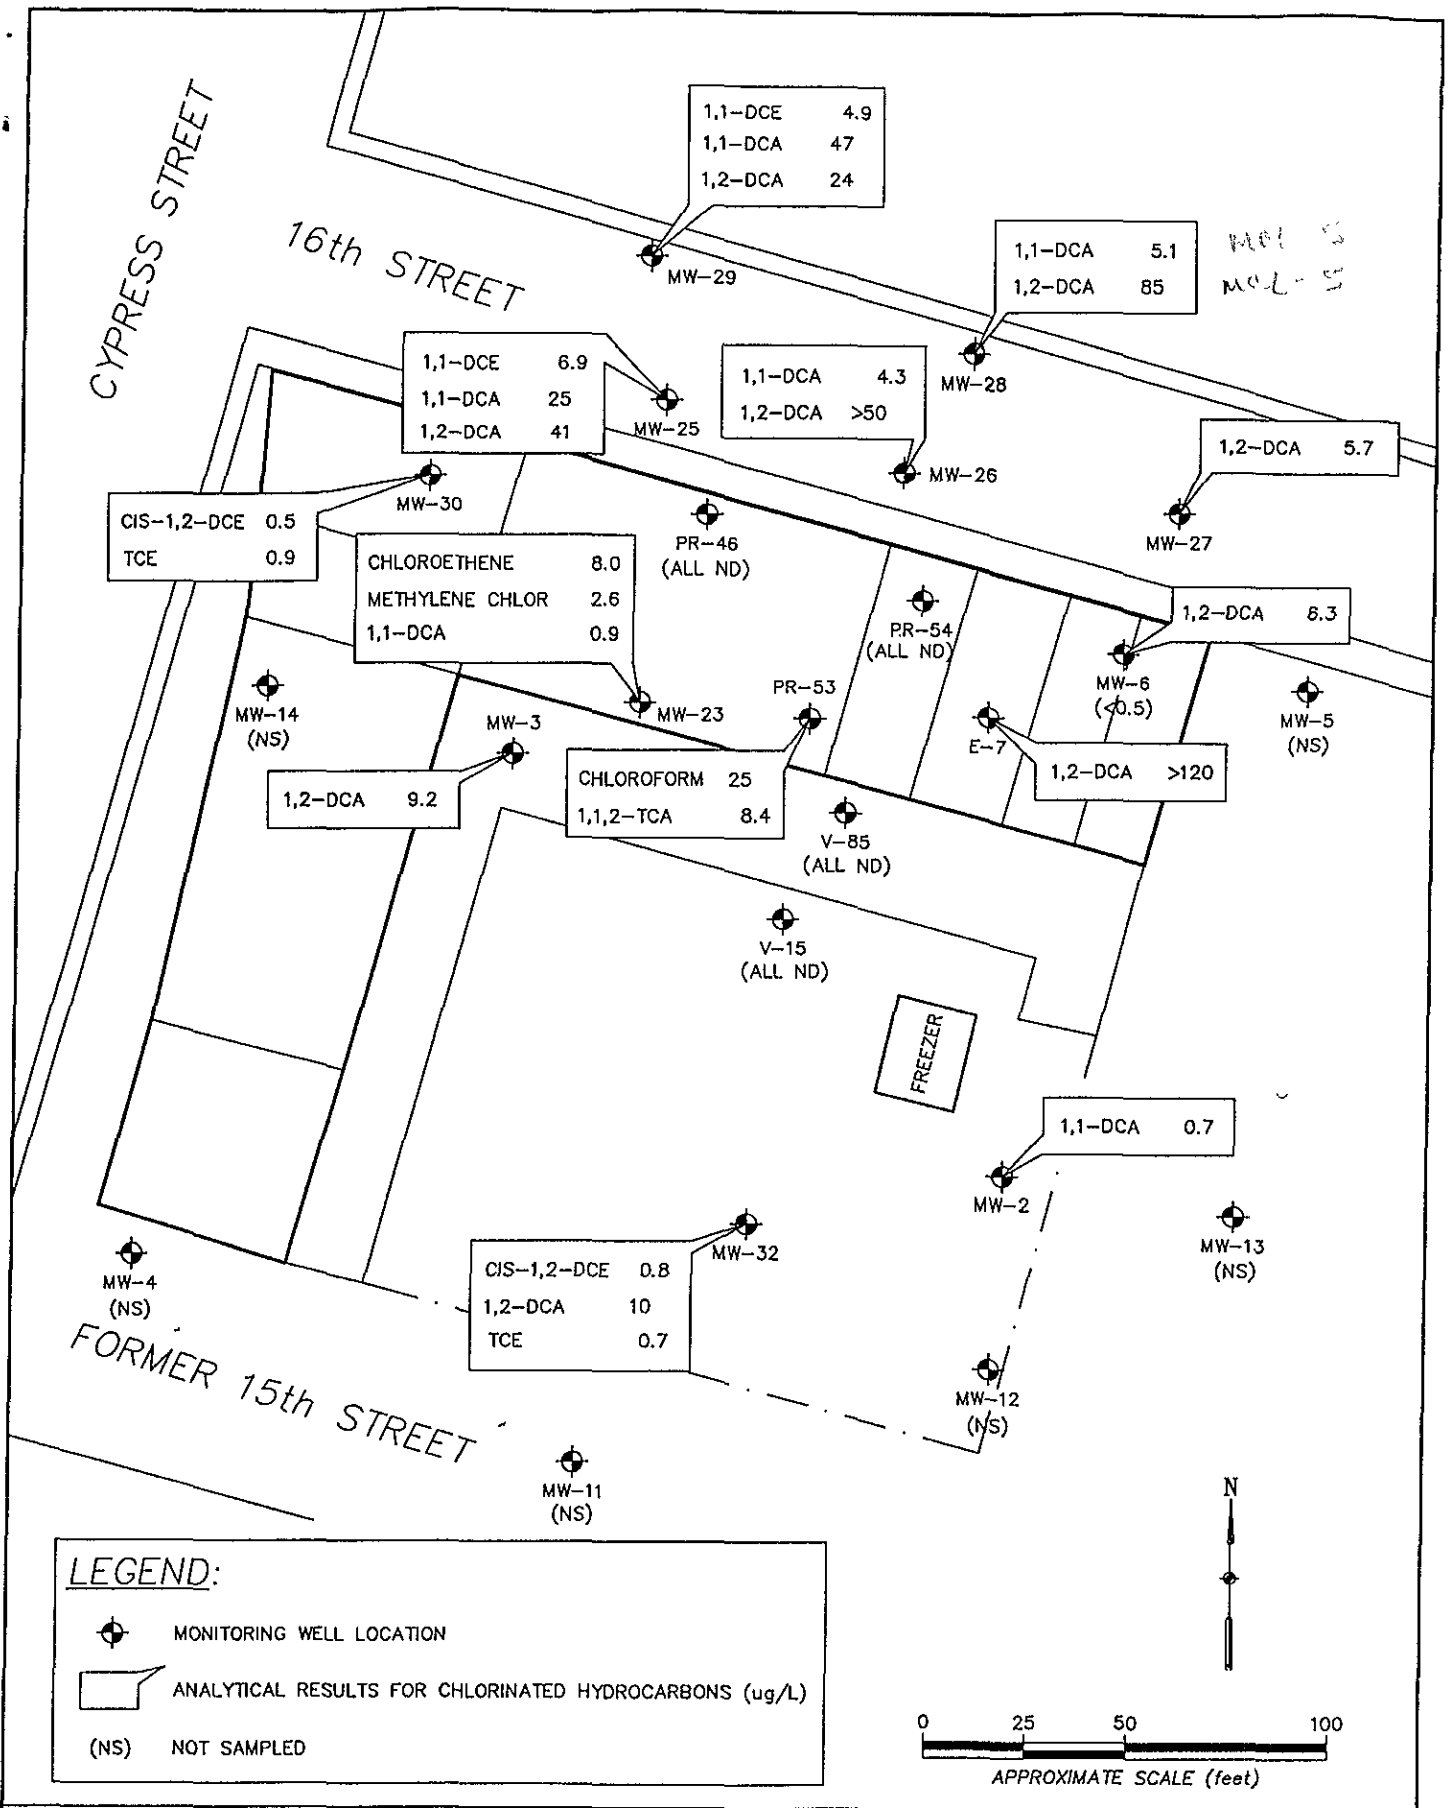 CYPRESS STREET
16th STREET
1,1-DCE 4.9
1,1-DCA 47
1,2-DCA 24
MW-29
1,1-DCA 5.1
1,2-DCA 85
MW-28
1,1-DCE 6.9
1,1-DCA 25
1,2-DCA 41
MW-25
1,1-DCA 4.3
1,2-DCA >50
MW-26
1,2-DCA 5.7
MW-27
MW-30
CIS-1,2-DCE 0.5
TCE 0.9
PR-46
(ALL ND)
CHLOROETHENE 8.0
METHYLENE CHLOR 2.6
1,1-DCA 0.9
MW-23
PR-54
(ALL ND)
1,2-DCA 6.3
MW-6
(<0.5)
MW-5
(NS)
MW-14
(NS)
MW-3
1,2-DCA 9.2
PR-53
CHLOROFORM 25
1,1,2-TCA 8.4
E-7
1,2-DCA >120
V-85
(ALL ND)
V-15
(ALL ND)
FREEZER
1,1-DCA 0.7
MW-2
MW-13
(NS)
MW-32
CIS-1,2-DCE 0.8
1,2-DCA 10
TCE 0.7
MW-4
(NS)
FORMER 15th STREET
MW-12
(NS)
MW-11
(NS)
N
LEGEND:
MONITORING WELL LOCATION
ANALYTICAL RESULTS FOR CHLORINATED HYDROCARBONS (ug/L)
(NS) NOT SAMPLED
0 25 50 100
APPROXIMATE SCALE (feet)